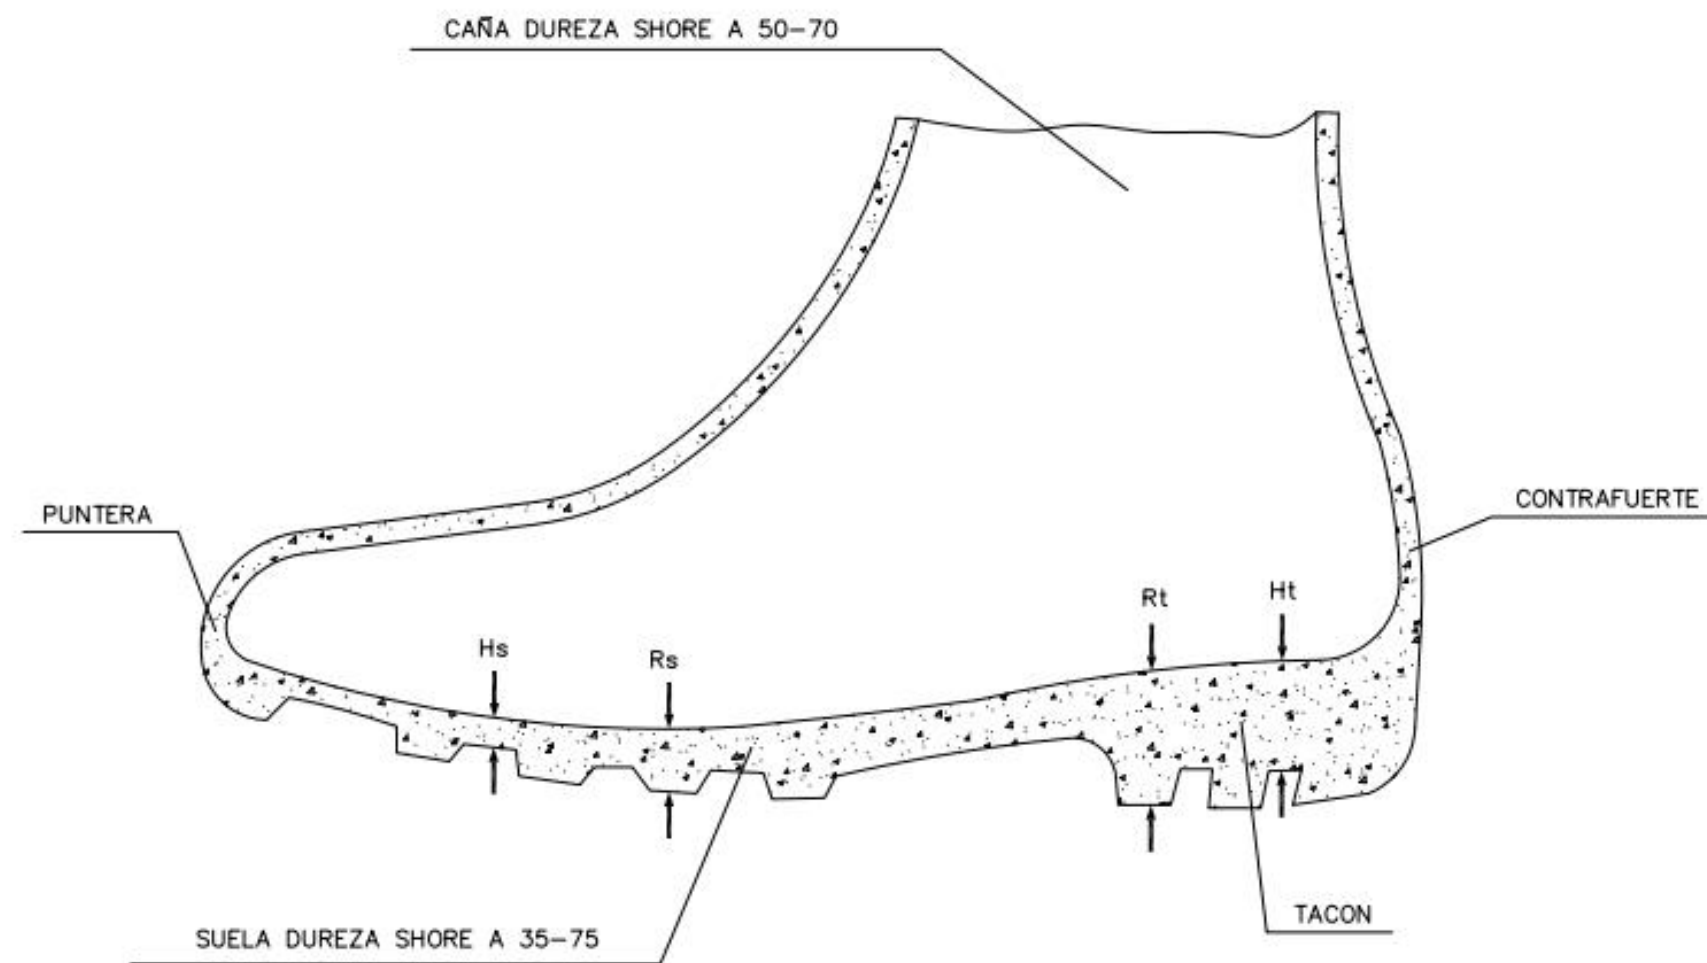 CAÑA DUREZA SHORE A 50-70
PUNTERA
CONTRAFUERTE
Hs
Rs
Rt
Ht
TACON
SUELA DUREZA SHORE A 35-75